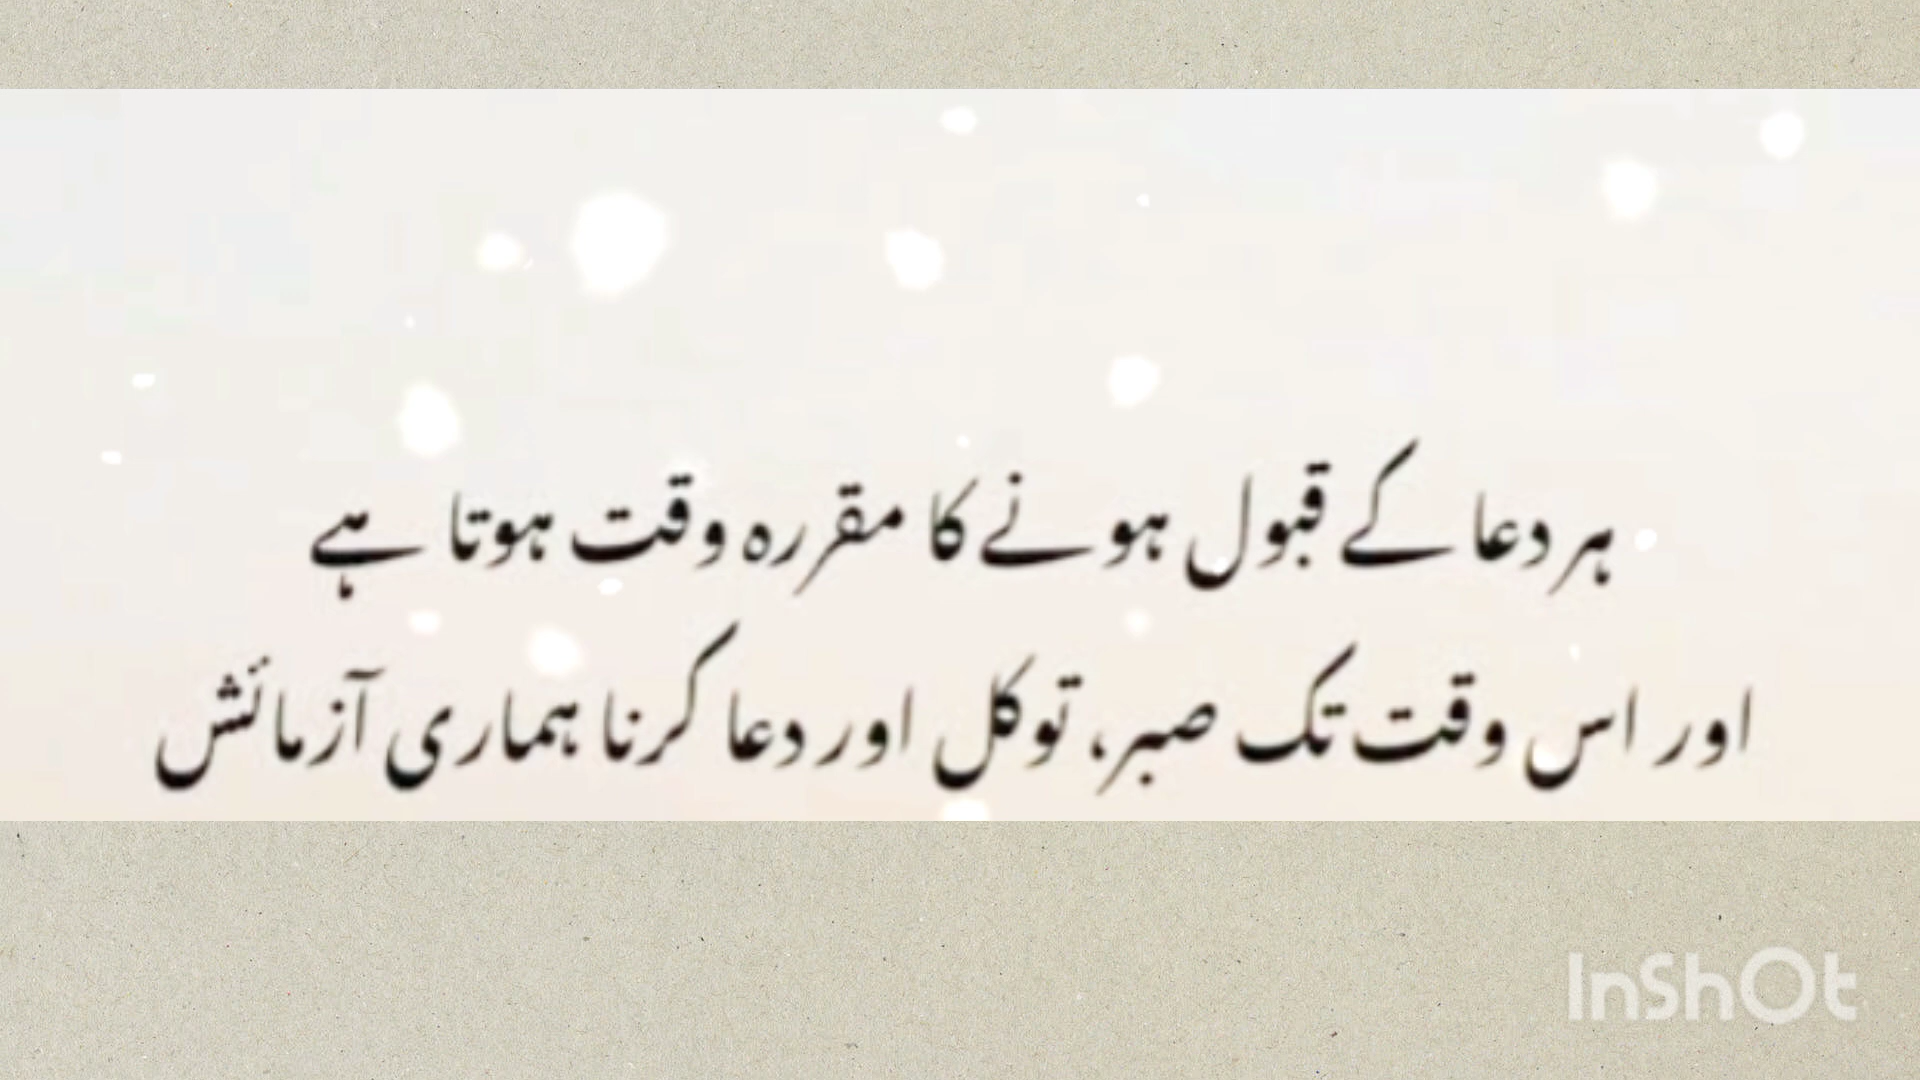 ہر دعا کے قبول ہونے کا مقررہ وقت ہوتا ہے
اور اس وقت تک صبر، توکل اور دعا کرنا ہماری آزمائش
InShOt